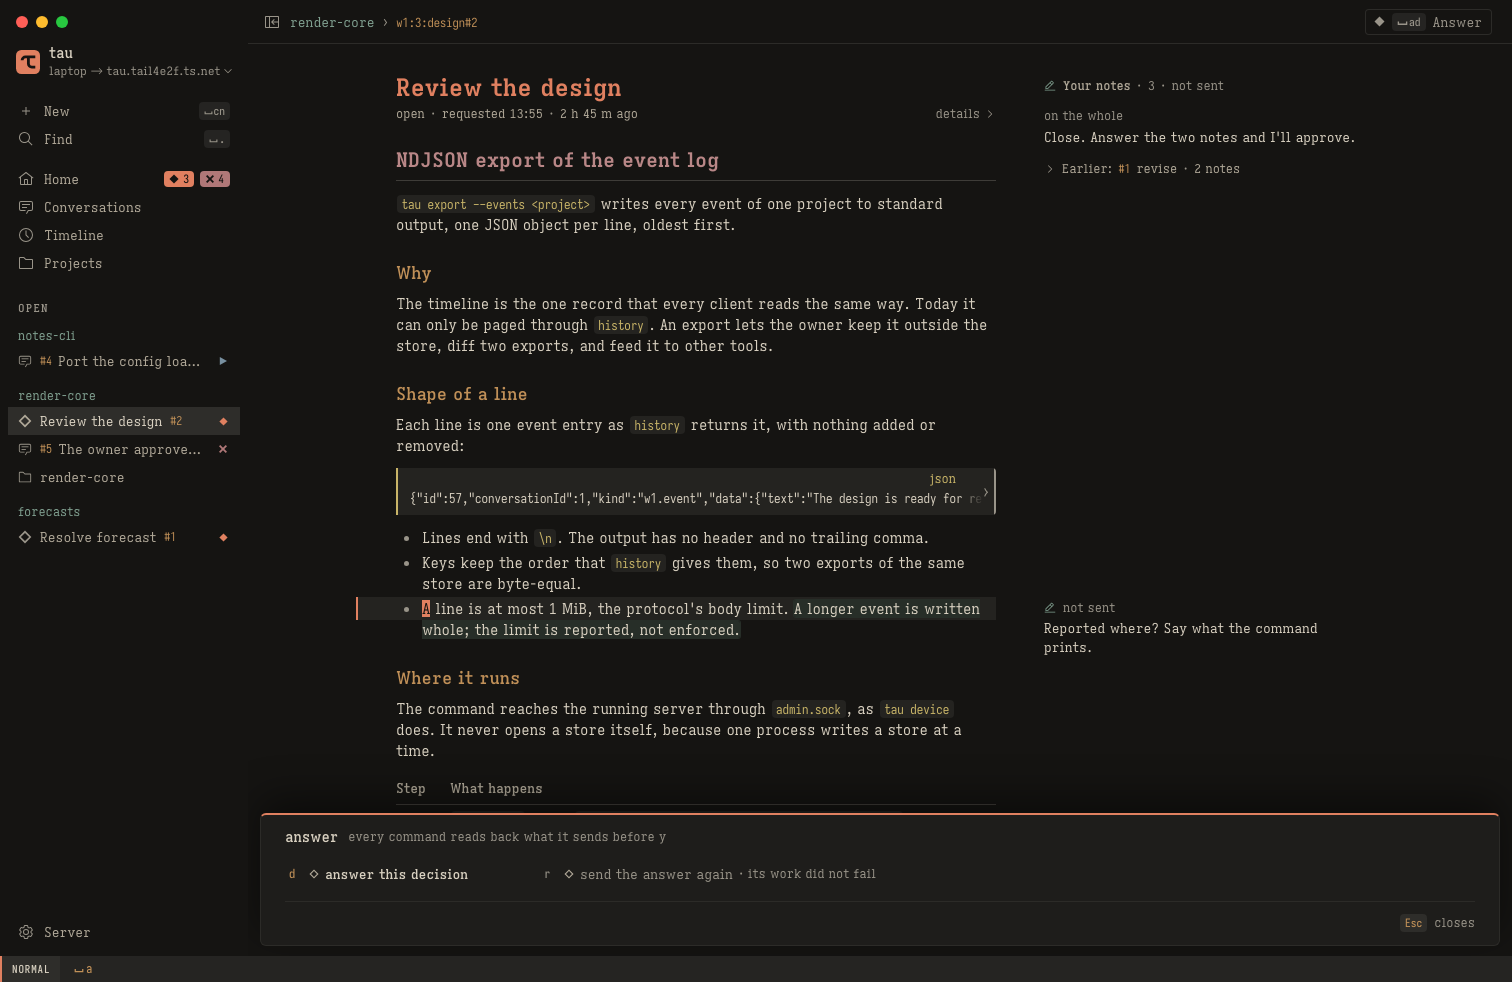 tau
laptop → tau.tail4e2f.ts.net
New ⎵cn
Find ⎵.
Home ◆ 3 ✕ 4
Conversations
Timeline
Projects
OPEN
notes-cli
#4 Port the config loa...
render-core
Review the design #2
#5 The owner approve...
render-core
forecasts
Resolve forecast #1
Server
render-core › w1:3:design#2
◆ ⎵ad Answer
Review the design
open · requested 13:55 · 2 h 45 m ago
details ›
NDJSON export of the event log
tau export --events <project> writes every event of one project to standard
output, one JSON object per line, oldest first.
Why
The timeline is the one record that every client reads the same way. Today it
can only be paged through history. An export lets the owner keep it outside the
store, diff two exports, and feed it to other tools.
Shape of a line
Each line is one event entry as history returns it, with nothing added or
removed:
json
{"id":57,"conversationId":1,"kind":"w1.event","data":{"text":"The design is ready for re
• Lines end with \n. The output has no header and no trailing comma.
• Keys keep the order that history gives them, so two exports of the same
store are byte-equal.
• A line is at most 1 MiB, the protocol's body limit. A longer event is written
whole; the limit is reported, not enforced.
Where it runs
The command reaches the running server through admin.sock, as tau device
does. It never opens a store itself, because one process writes a store at a
time.
Step What happens
Your notes · 3 · not sent
on the whole
Close. Answer the two notes and I'll approve.
› Earlier: #1 revise · 2 notes
not sent
Reported where? Say what the command
prints.
answer every command reads back what it sends before y
d ◇ answer this decision
r ◇ send the answer again · its work did not fail
Esc closes
NORMAL ⎵a